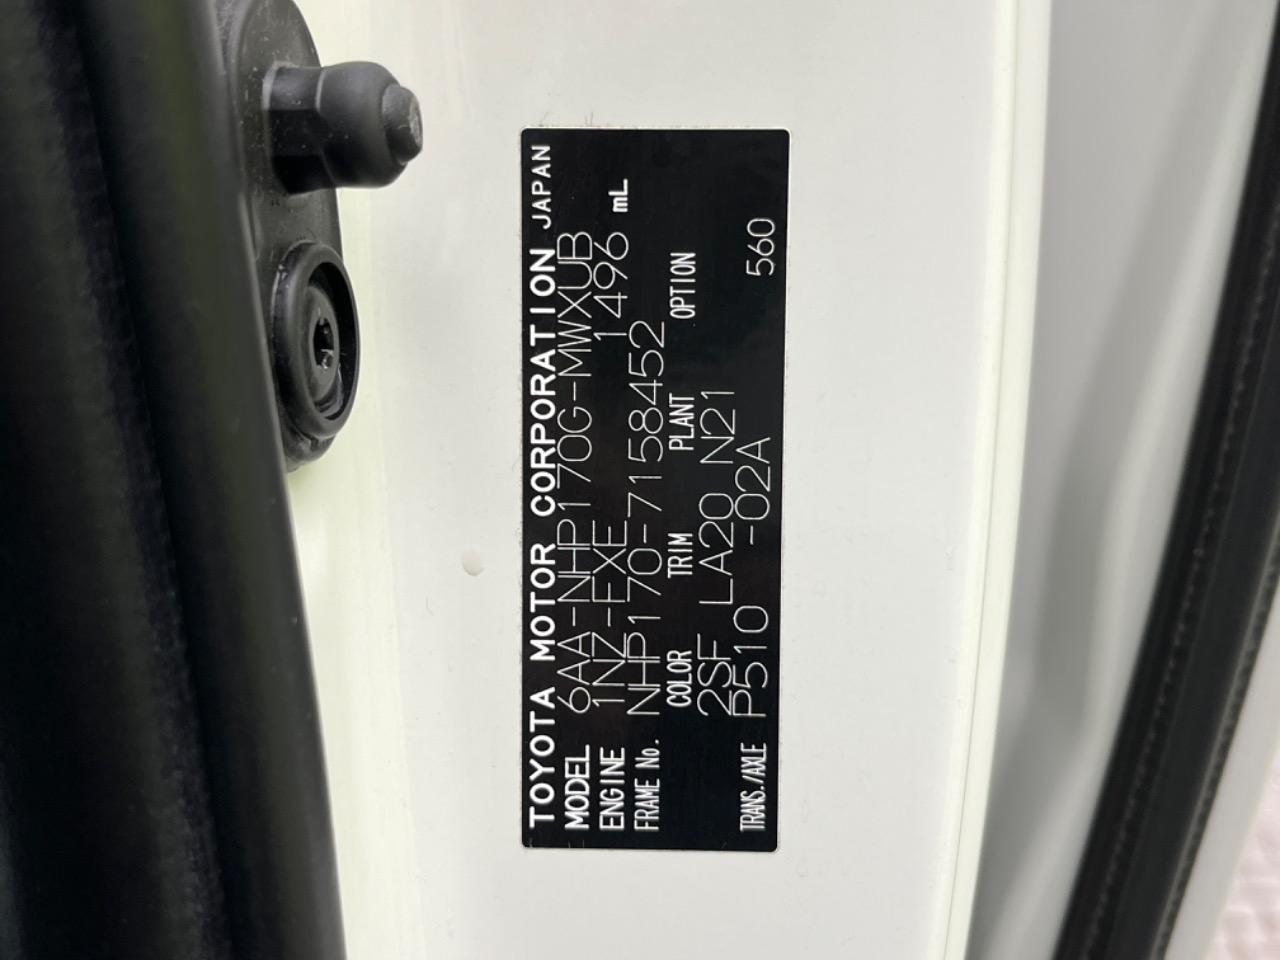 TOYOTA MOTOR CORPORATION JAPAN
MODEL 6AA-NHP170G-MWXUB
ENGINE 1NZ-FXE 1496 mL
FRAME No. NHP170-7158452
COLOR TRIM PLANT OPTION
2SF LA20 N21
TRANS./AXLE P510 -02A 560